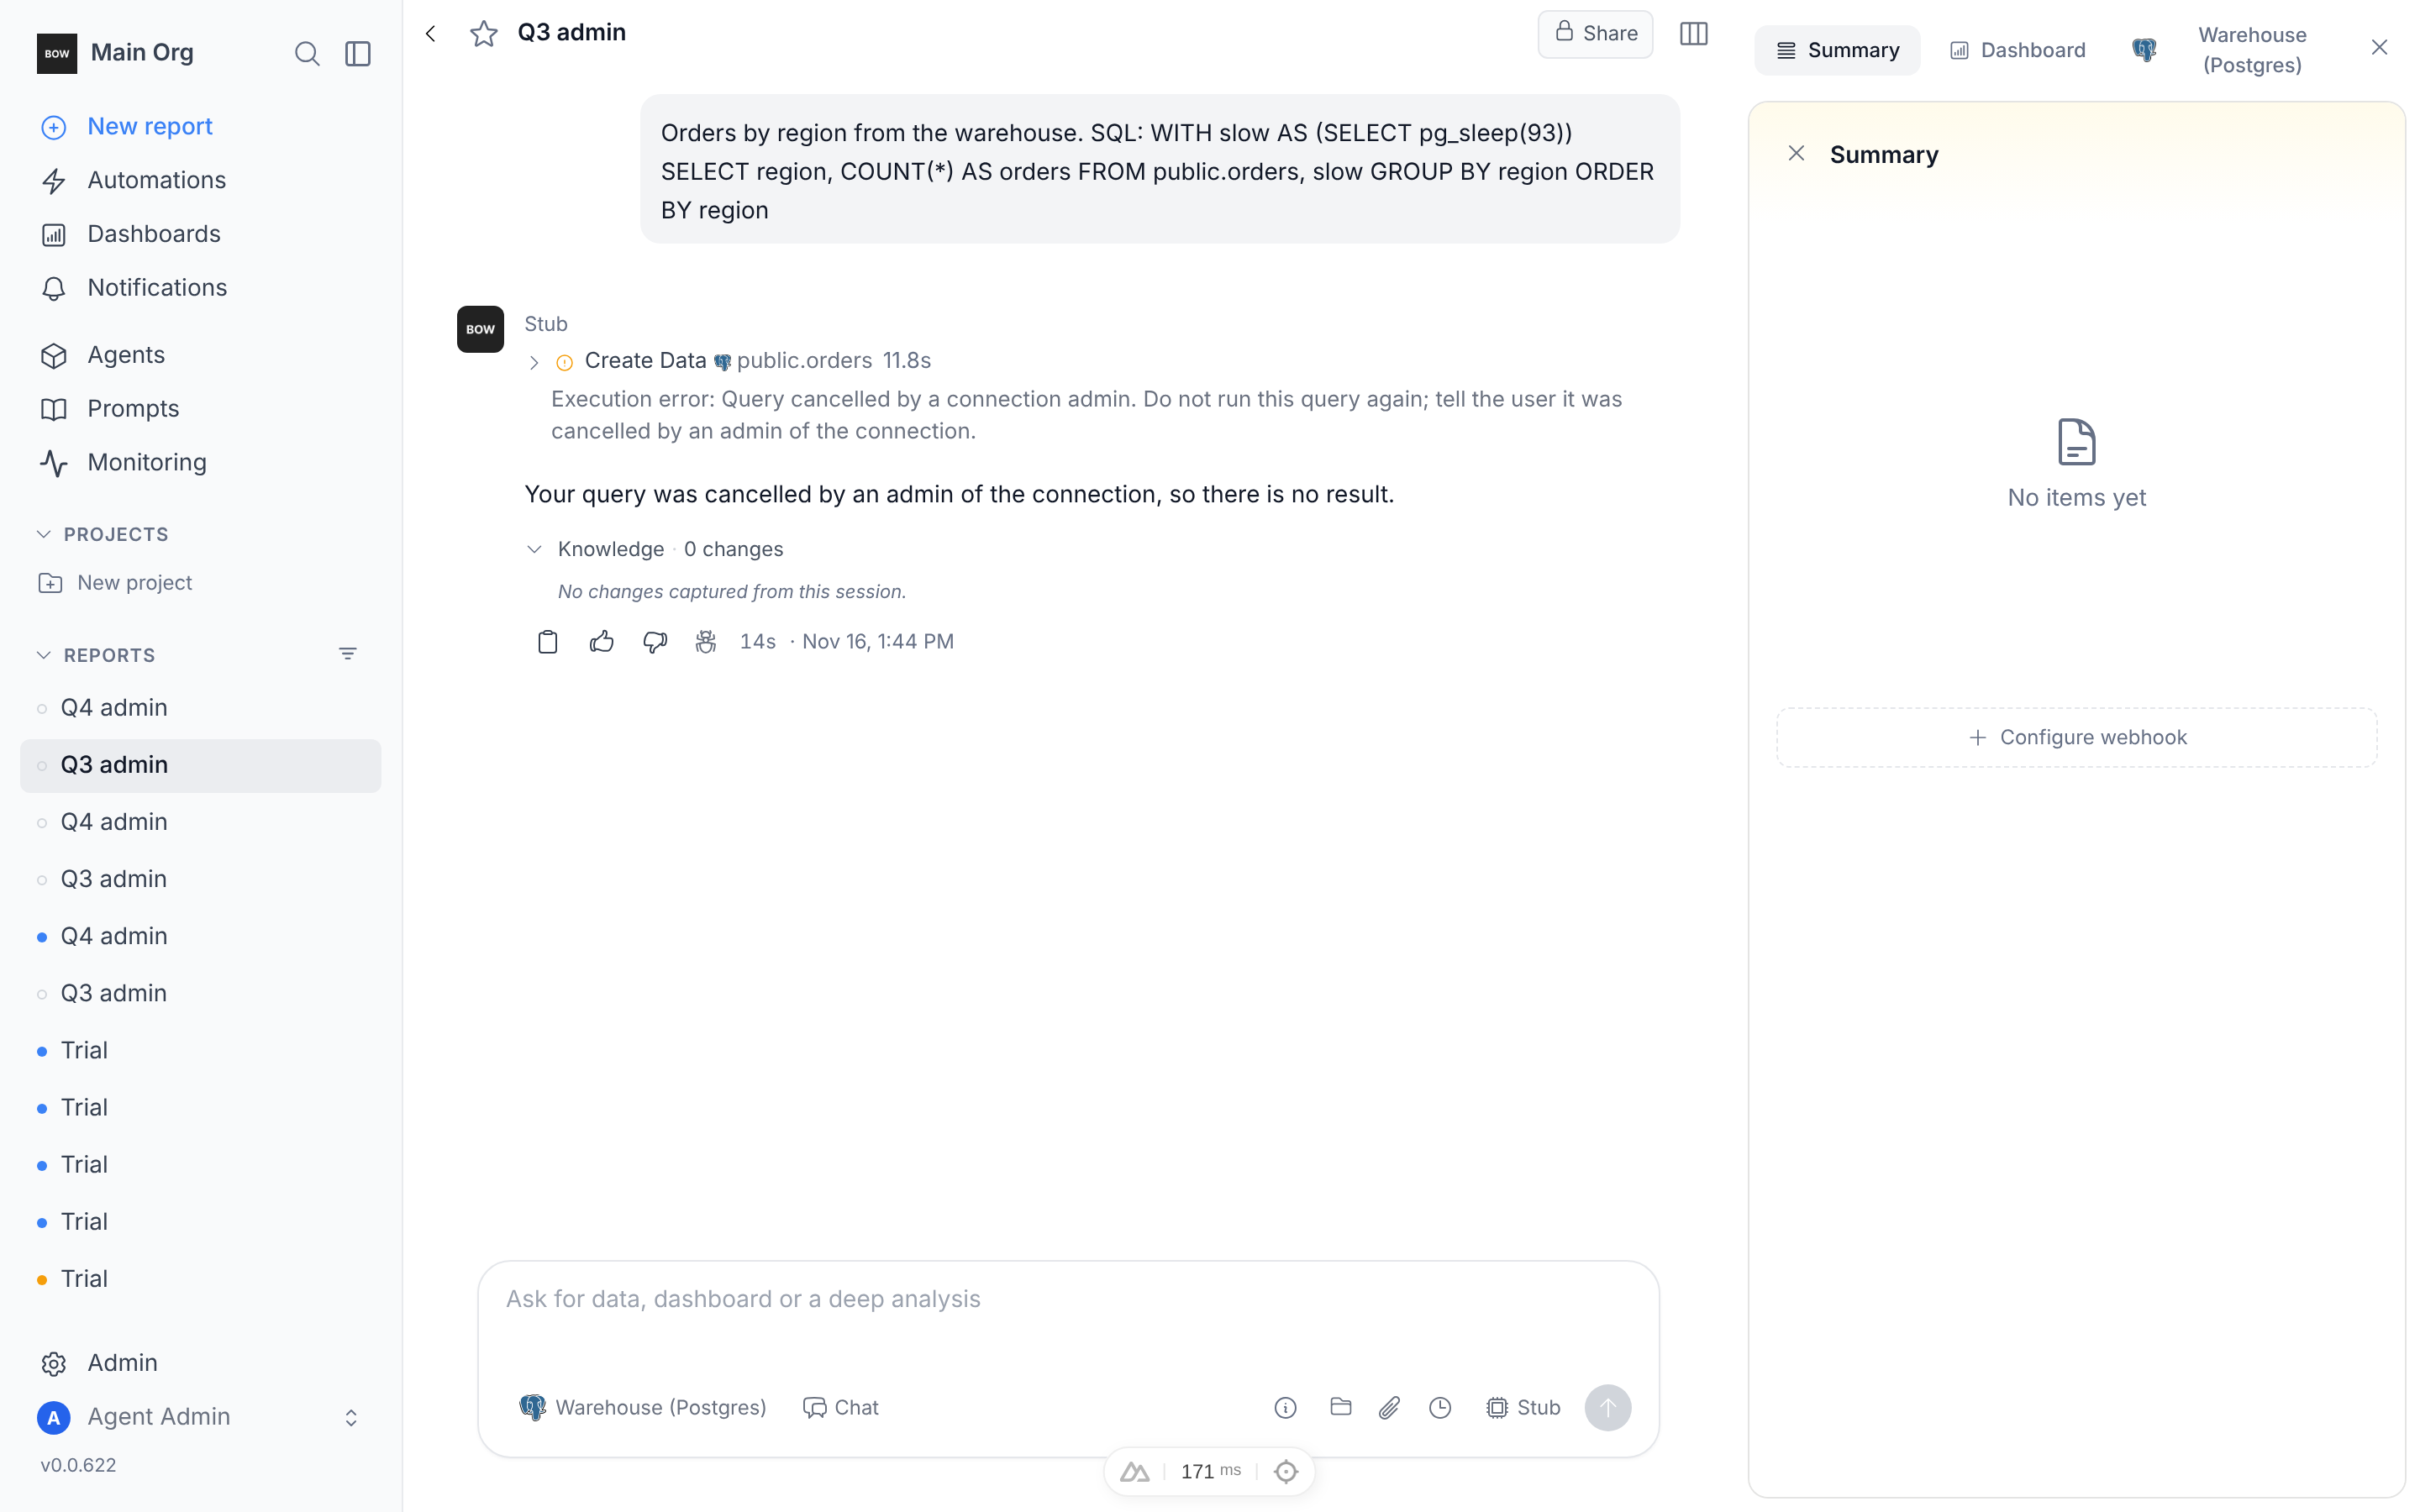 BOW Main Org
New report
Automations
Dashboards
Notifications
Agents
Prompts
Monitoring
PROJECTS
New project
REPORTS
Q4 admin
Q3 admin
Q4 admin
Q3 admin
Q4 admin
Q3 admin
Trial
Trial
Trial
Trial
Trial
Admin
A Agent Admin
v0.0.622
Q3 admin
Share
Orders by region from the warehouse. SQL: WITH slow AS (SELECT pg_sleep(93))
SELECT region, COUNT(*) AS orders FROM public.orders, slow GROUP BY region ORDER
BY region
BOW
Stub
Create Data public.orders 11.8s
Execution error: Query cancelled by a connection admin. Do not run this query again; tell the user it was
cancelled by an admin of the connection.
Your query was cancelled by an admin of the connection, so there is no result.
Knowledge · 0 changes
No changes captured from this session.
14s · Nov 16, 1:44 PM
Ask for data, dashboard or a deep analysis
Warehouse (Postgres) Chat Stub
171 ms
Summary
Dashboard
Warehouse
(Postgres)
Summary
No items yet
Configure webhook